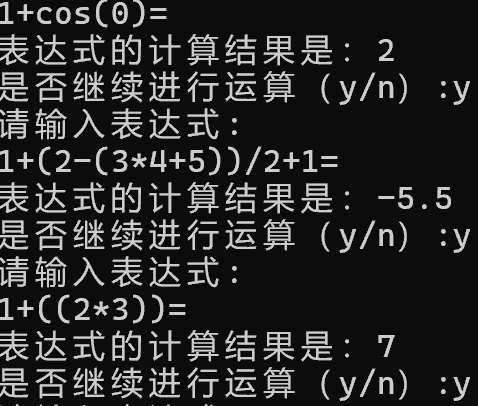 1+cos(0)=
表达式的计算结果是: 2
是否继续进行运算 (y/n) :y
请输入表达式:
1+(2-(3*4+5))/2+1=
表达式的计算结果是: -5.5
是否继续进行运算 (y/n) :y
请输入表达式:
1+((2*3))=
表达式的计算结果是: 7
是否继续进行运算 (y/n) :y